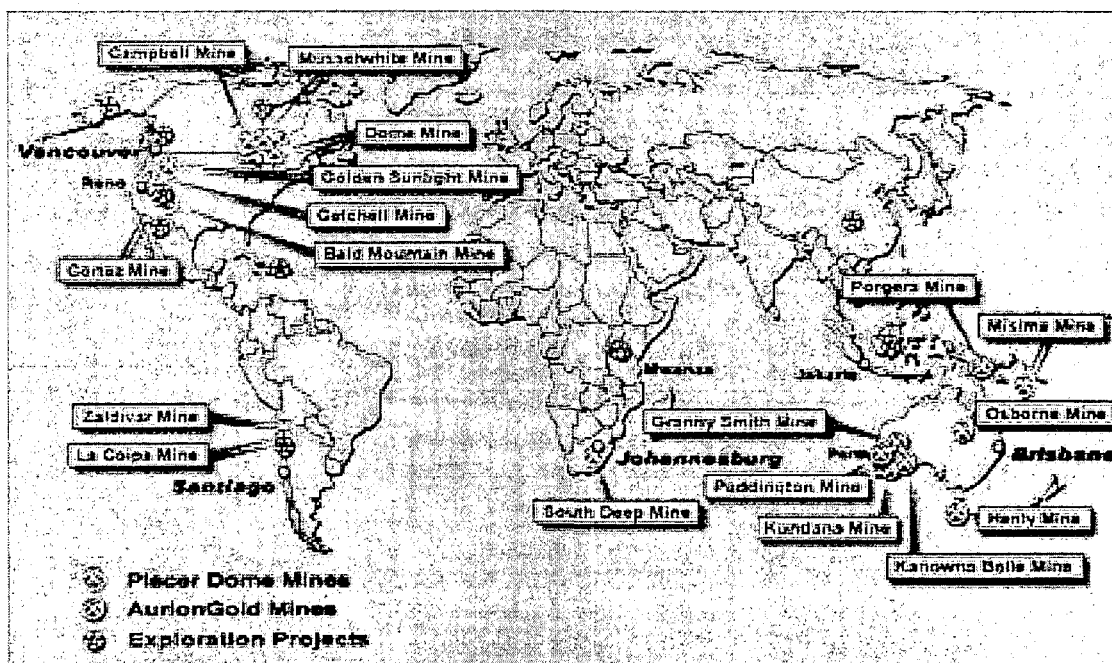 Campbell Mine
Musselwhite Mine
Dome Mine
Vancouver
Golden Sunlight Mine
Reno
Getchell Mine
Bald Mountain Mine
Cortez Mine
Porgera Mine
Misima Mine
Mwanza
Jakarta
Zaldivar Mine
Granny Smith Mine
Osborne Mine
La Coipa Mine
Johannesburg
Perth
Brisbane
Santiago
Paddington Mine
South Deep Mine
Kundana Mine
Henty Mine
Kanowna Belle Mine
Placer Dome Mines
AurionGold Mines
Exploration Projects